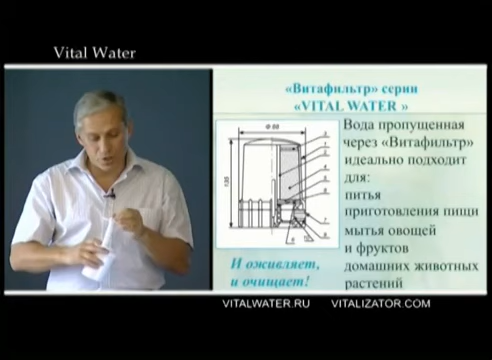 Vital Water
«Витафильтр» серии
«VITAL WATER »
Вода пропущенная
через «Витафильтр»
идеально подходит
для:
питья
приготовления пищи
мытья овощей
и фруктов
домашних животных
растений
И оживляет,
и очищает!
VITALWATER.RU VITALIZATOR.COM